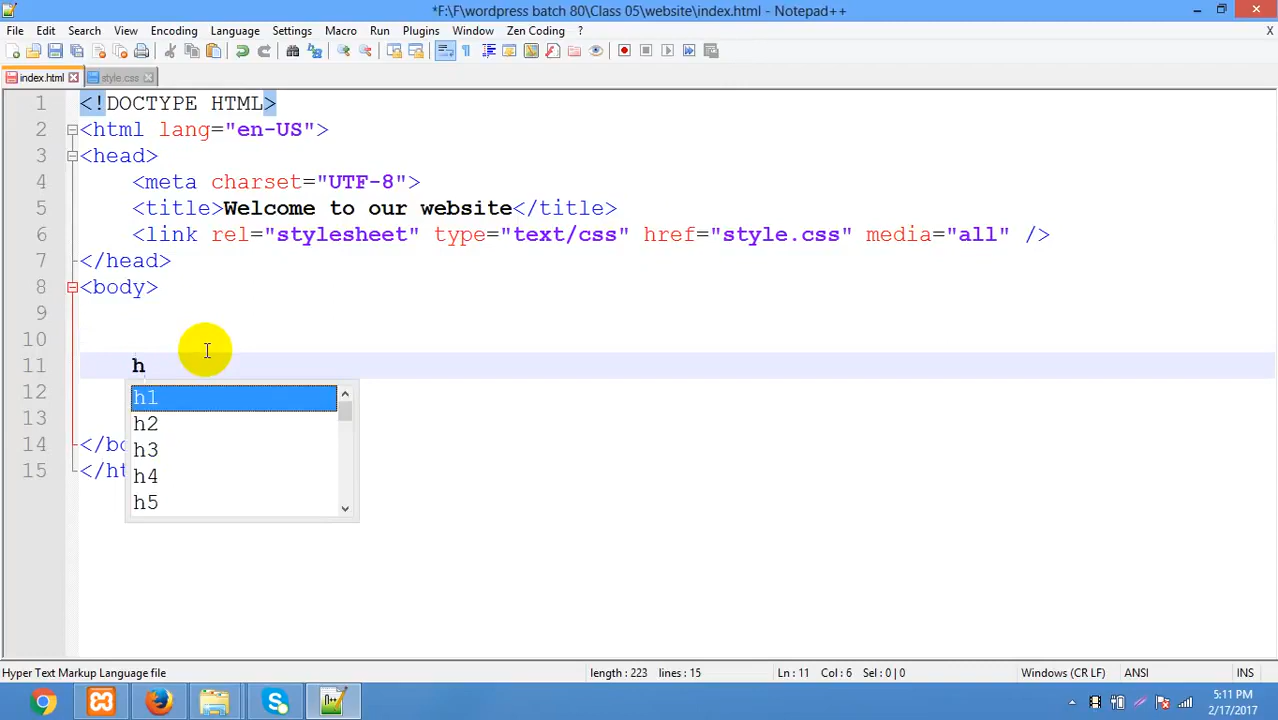 *F:\F\wordpress batch 80\Class 05\website\index.html - Notepad++
File Edit Search View Encoding Language Settings Macro Run Plugins Window Zen Coding ? X
index.html style.css
1 <!DOCTYPE HTML>
2 <html lang="en-US">
3 <head>
4 <meta charset="UTF-8">
5 <title>Welcome to our website</title>
6 <link rel="stylesheet" type="text/css" href="style.css" media="all" />
7 </head>
8 <body>
9
10
11 h
12 h1
h2
13
h3
14 </bo
h4
15 </ht
h5
Hyper Text Markup Language file length : 223 lines : 15 Ln : 11 Col : 6 Sel : 0 | 0 Windows (CR LF) ANSI INS
5:11 PM
2/17/2017